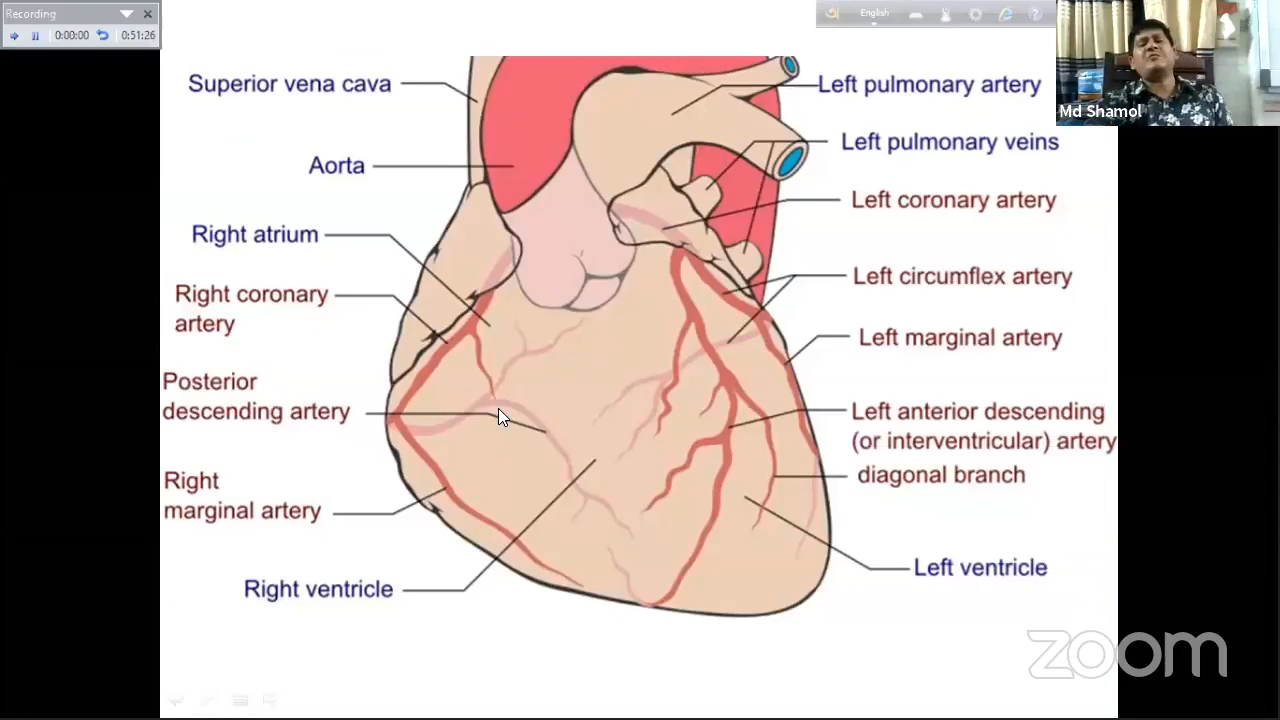 Recording
0:00:00
0:51:26
English
Md Shamol
Superior vena cava
Aorta
Right atrium
Right coronary
artery
Posterior
descending artery
Right
marginal artery
Right ventricle
Left pulmonary artery
Left pulmonary veins
Left coronary artery
Left circumflex artery
Left marginal artery
Left anterior descending
(or interventricular) artery
diagonal branch
Left ventricle
zoom